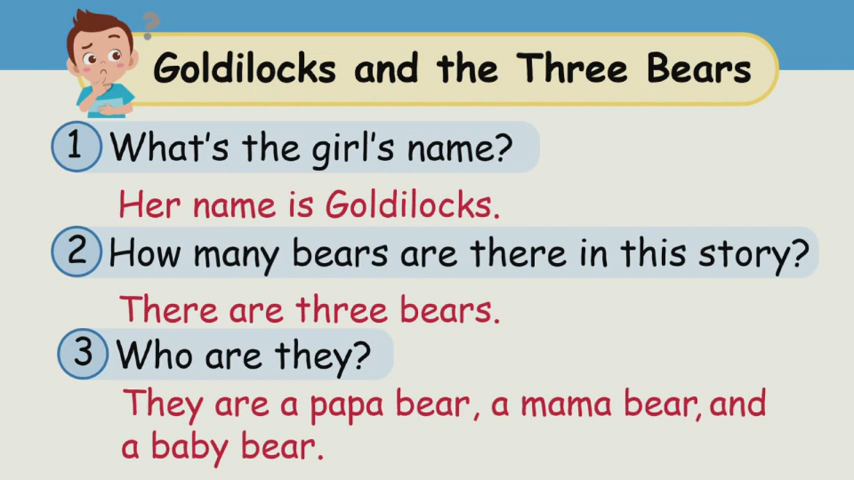 Goldilocks and the Three Bears
1 What's the girl's name?
Her name is Goldilocks.
2 How many bears are there in this story?
There are three bears.
3 Who are they?
They are a papa bear, a mama bear, and
a baby bear.